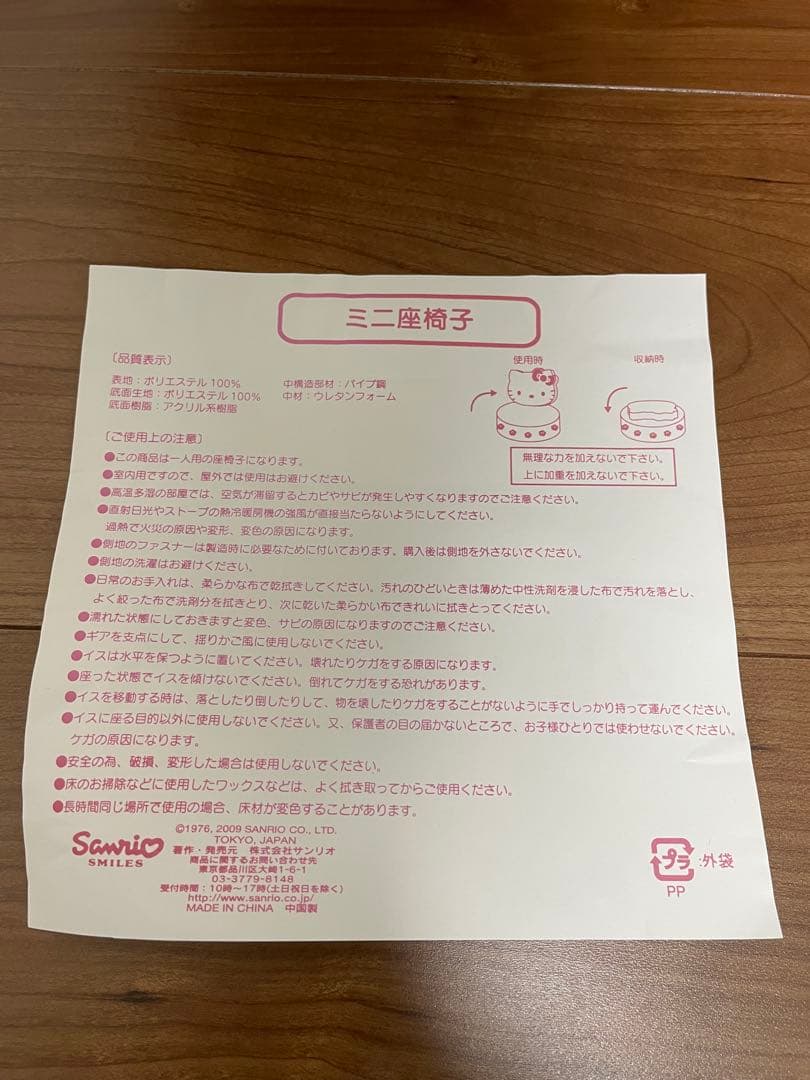 ミニ座椅子
〔品質表示〕
表地：ポリエステル100%
底面生地：ポリエステル100%
底面樹脂：アクリル系樹脂
中構造部材：パイプ鋼
中材：ウレタンフォーム
使用時
収納時
無理な力を加えないで下さい。
上に加重を加えないで下さい。
〔ご使用上の注意〕
●この商品は一人用の座椅子になります。
●室内用ですので、屋外では使用はお避けください。
●高温多湿の部屋では、空気が滞留するとカビやサビが発生しやすくなりますのでご注意ください。
●直射日光やストーブの熱冷暖房機の強風が直接当たらないようにしてください。
過熱で火災の原因や変形、変色の原因になります。
●側地のファスナーは製造時に必要なために付いております、購入後は側地を外さないでください。
●側地の洗濯はお避けください。
●日常のお手入れは、柔らかな布で乾拭きしてください。汚れのひどいときは薄めた中性洗剤を浸した布で汚れを落とし、
よく絞った布で洗剤分を拭きとり、次に乾いた柔らかい布できれいに拭きとってください。
●濡れた状態にしておきますと変色、サビの原因になりますのでご注意ください。
●ギアを支点にして、揺りかご風に使用しないでください。
●イスは水平を保つように置いてください。壊れたりケガをする原因になります。
●座った状態でイスを傾けないでください。倒れてケガをする恐れがあります。
●イスを移動する時は、落としたり倒したりして、物を壊したりケガをすることがないように手でしっかり持って運んでください。
●イスに座る目的以外に使用しないでください。又、保護者の目の届かないところで、お子様ひとりでは使わせないでください。
ケガの原因になります。
●安全の為、破損、変形した場合は使用しないでください。
●床のお掃除などに使用したワックスなどは、よく拭き取ってからご使用ください。
●長時間同じ場所で使用の場合、床材が変色することがあります。
Sanrio
SMILES
©1976, 2009 SANRIO CO., LTD.
TOKYO, JAPAN
著作・発売元　株式会社サンリオ
商品に関するお問い合わせ先
東京都品川区大崎1-6-1
03-3779-8148
受付時間：10時～17時(土日祝日を除く)
http://www.sanrio.co.jp/
MADE IN CHINA　中国製
プラ：外袋
PP